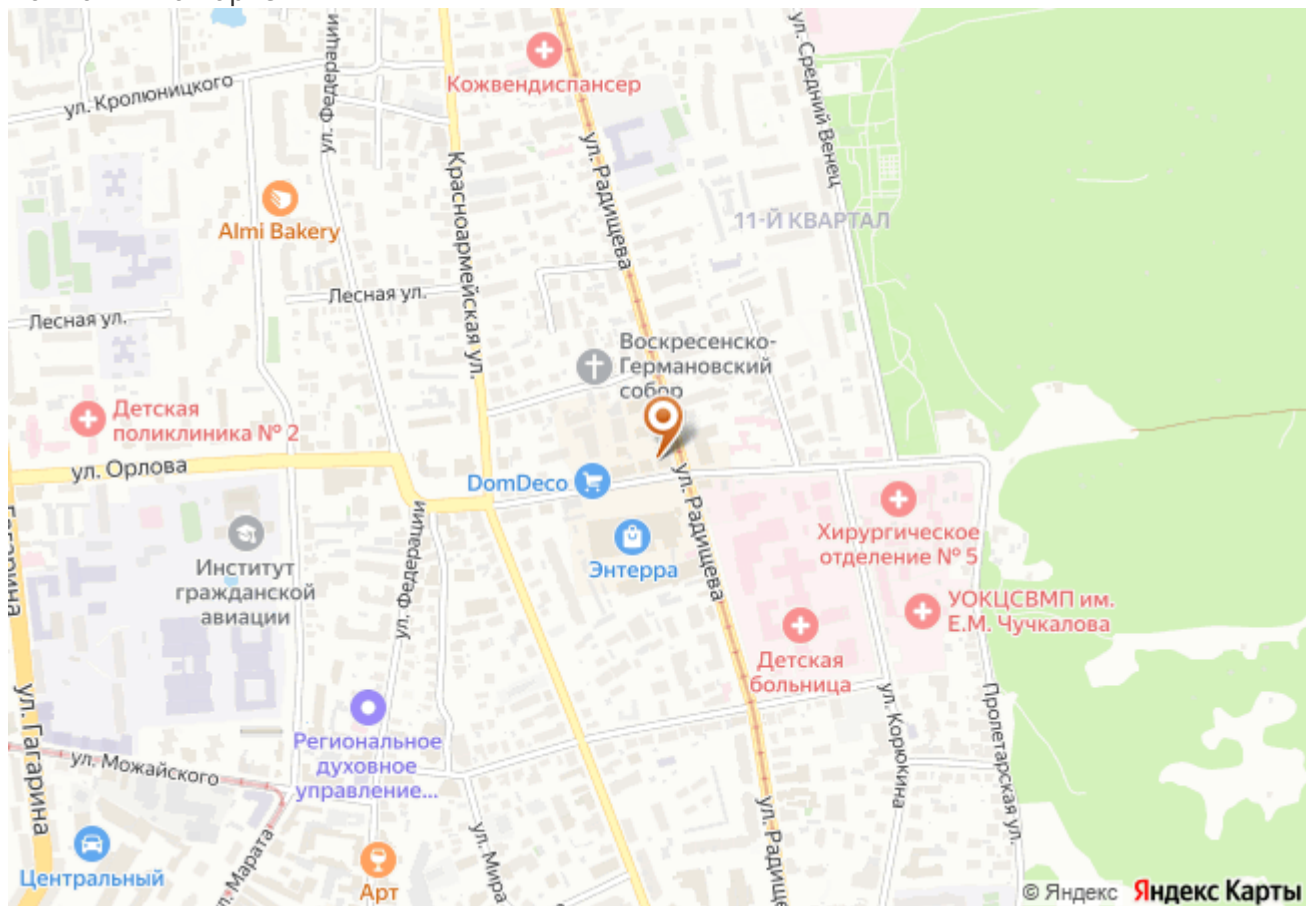 Кожвендиспансер
ул. Кролюницкого
ул. Федерации
ул. Средний Венец
ул. Радищева
Красноармейская ул.
Almi Bakery
11-Й КВАРТАЛ
Лесная ул.
Лесная ул.
Воскресенско-
Германовский
собор
Детская
поликлиника № 2
ул. Орлова
DomDeco
ул. Радищева
Хирургическое
отделение № 5
Энтерра
Институт
гражданской
авиации
ул. Федерации
Гагарина
УОКЦСВМП им.
Е.М. Чучкалова
Детская
больница
ул. Гагарина
Региональное
духовное
управление...
ул. Можайского
ул. Корюкина
Пролетарская ул.
ул. Марата
ул. Мира
ул. Радище
Центральный
Арт
© Яндекс Яндекс Карты